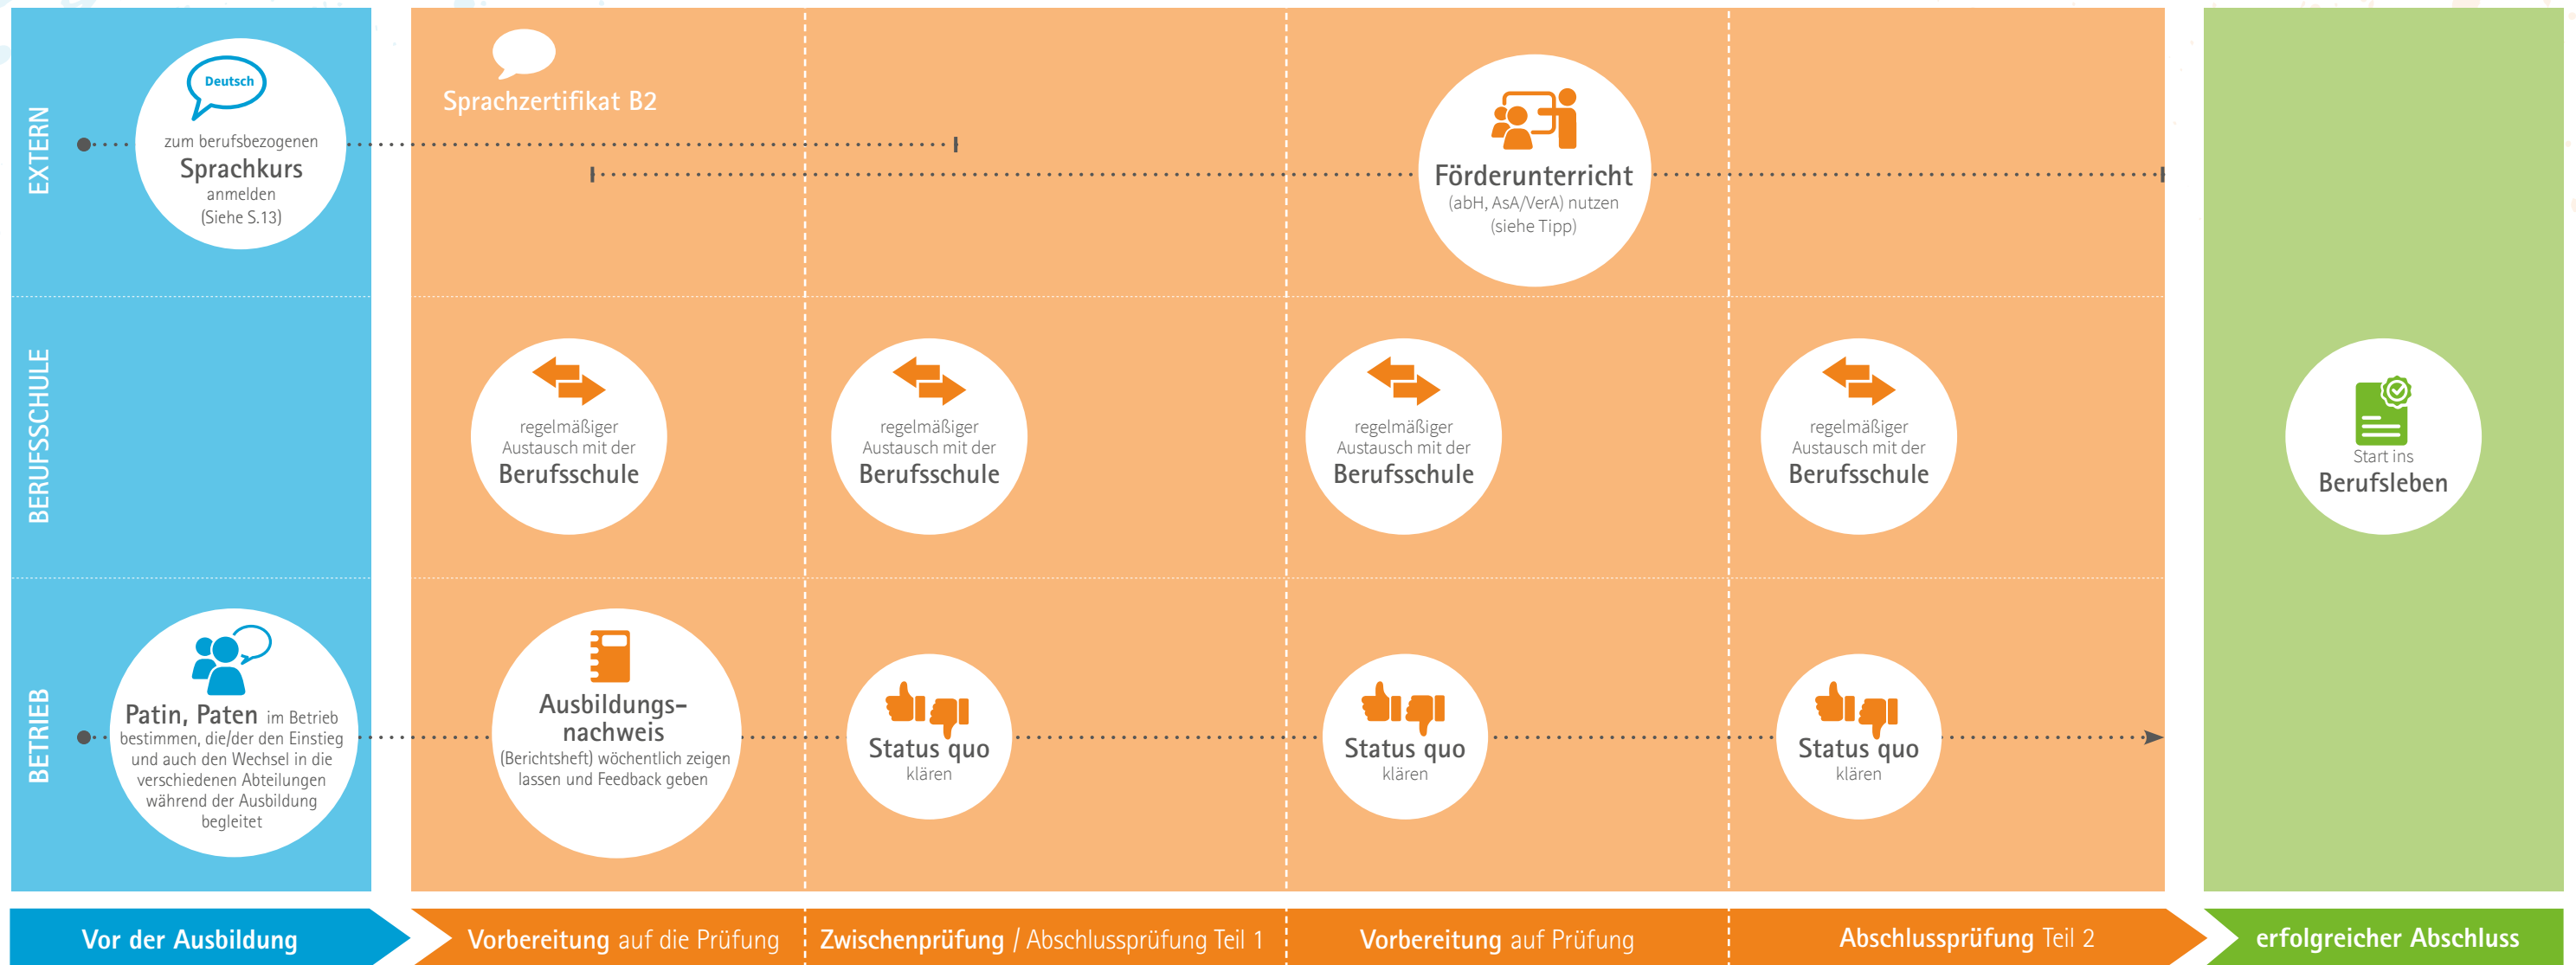 EXTERN
Deutsch
zum berufsbezogenen
Sprachkurs
anmelden
(Siehe S.13)
Sprachzertifikat B2
Förderunterricht
(abH, AsA/VerA) nutzen
(siehe Tipp)
BERUFSSCHULE
regelmäßiger
Austausch mit der
Berufsschule
regelmäßiger
Austausch mit der
Berufsschule
regelmäßiger
Austausch mit der
Berufsschule
regelmäßiger
Austausch mit der
Berufsschule
Start ins
Berufsleben
BETRIEB
Patin, Paten im Betrieb
bestimmen, die/der den Einstieg
und auch den Wechsel in die
verschiedenen Abteilungen
während der Ausbildung
begleitet
Ausbildungs-
nachweis
(Berichtsheft) wöchentlich zeigen
lassen und Feedback geben
Status quo
klären
Status quo
klären
Status quo
klären
Vor der Ausbildung
Vorbereitung auf die Prüfung
Zwischenprüfung / Abschlussprüfung Teil 1
Vorbereitung auf Prüfung
Abschlussprüfung Teil 2
erfolgreicher Abschluss